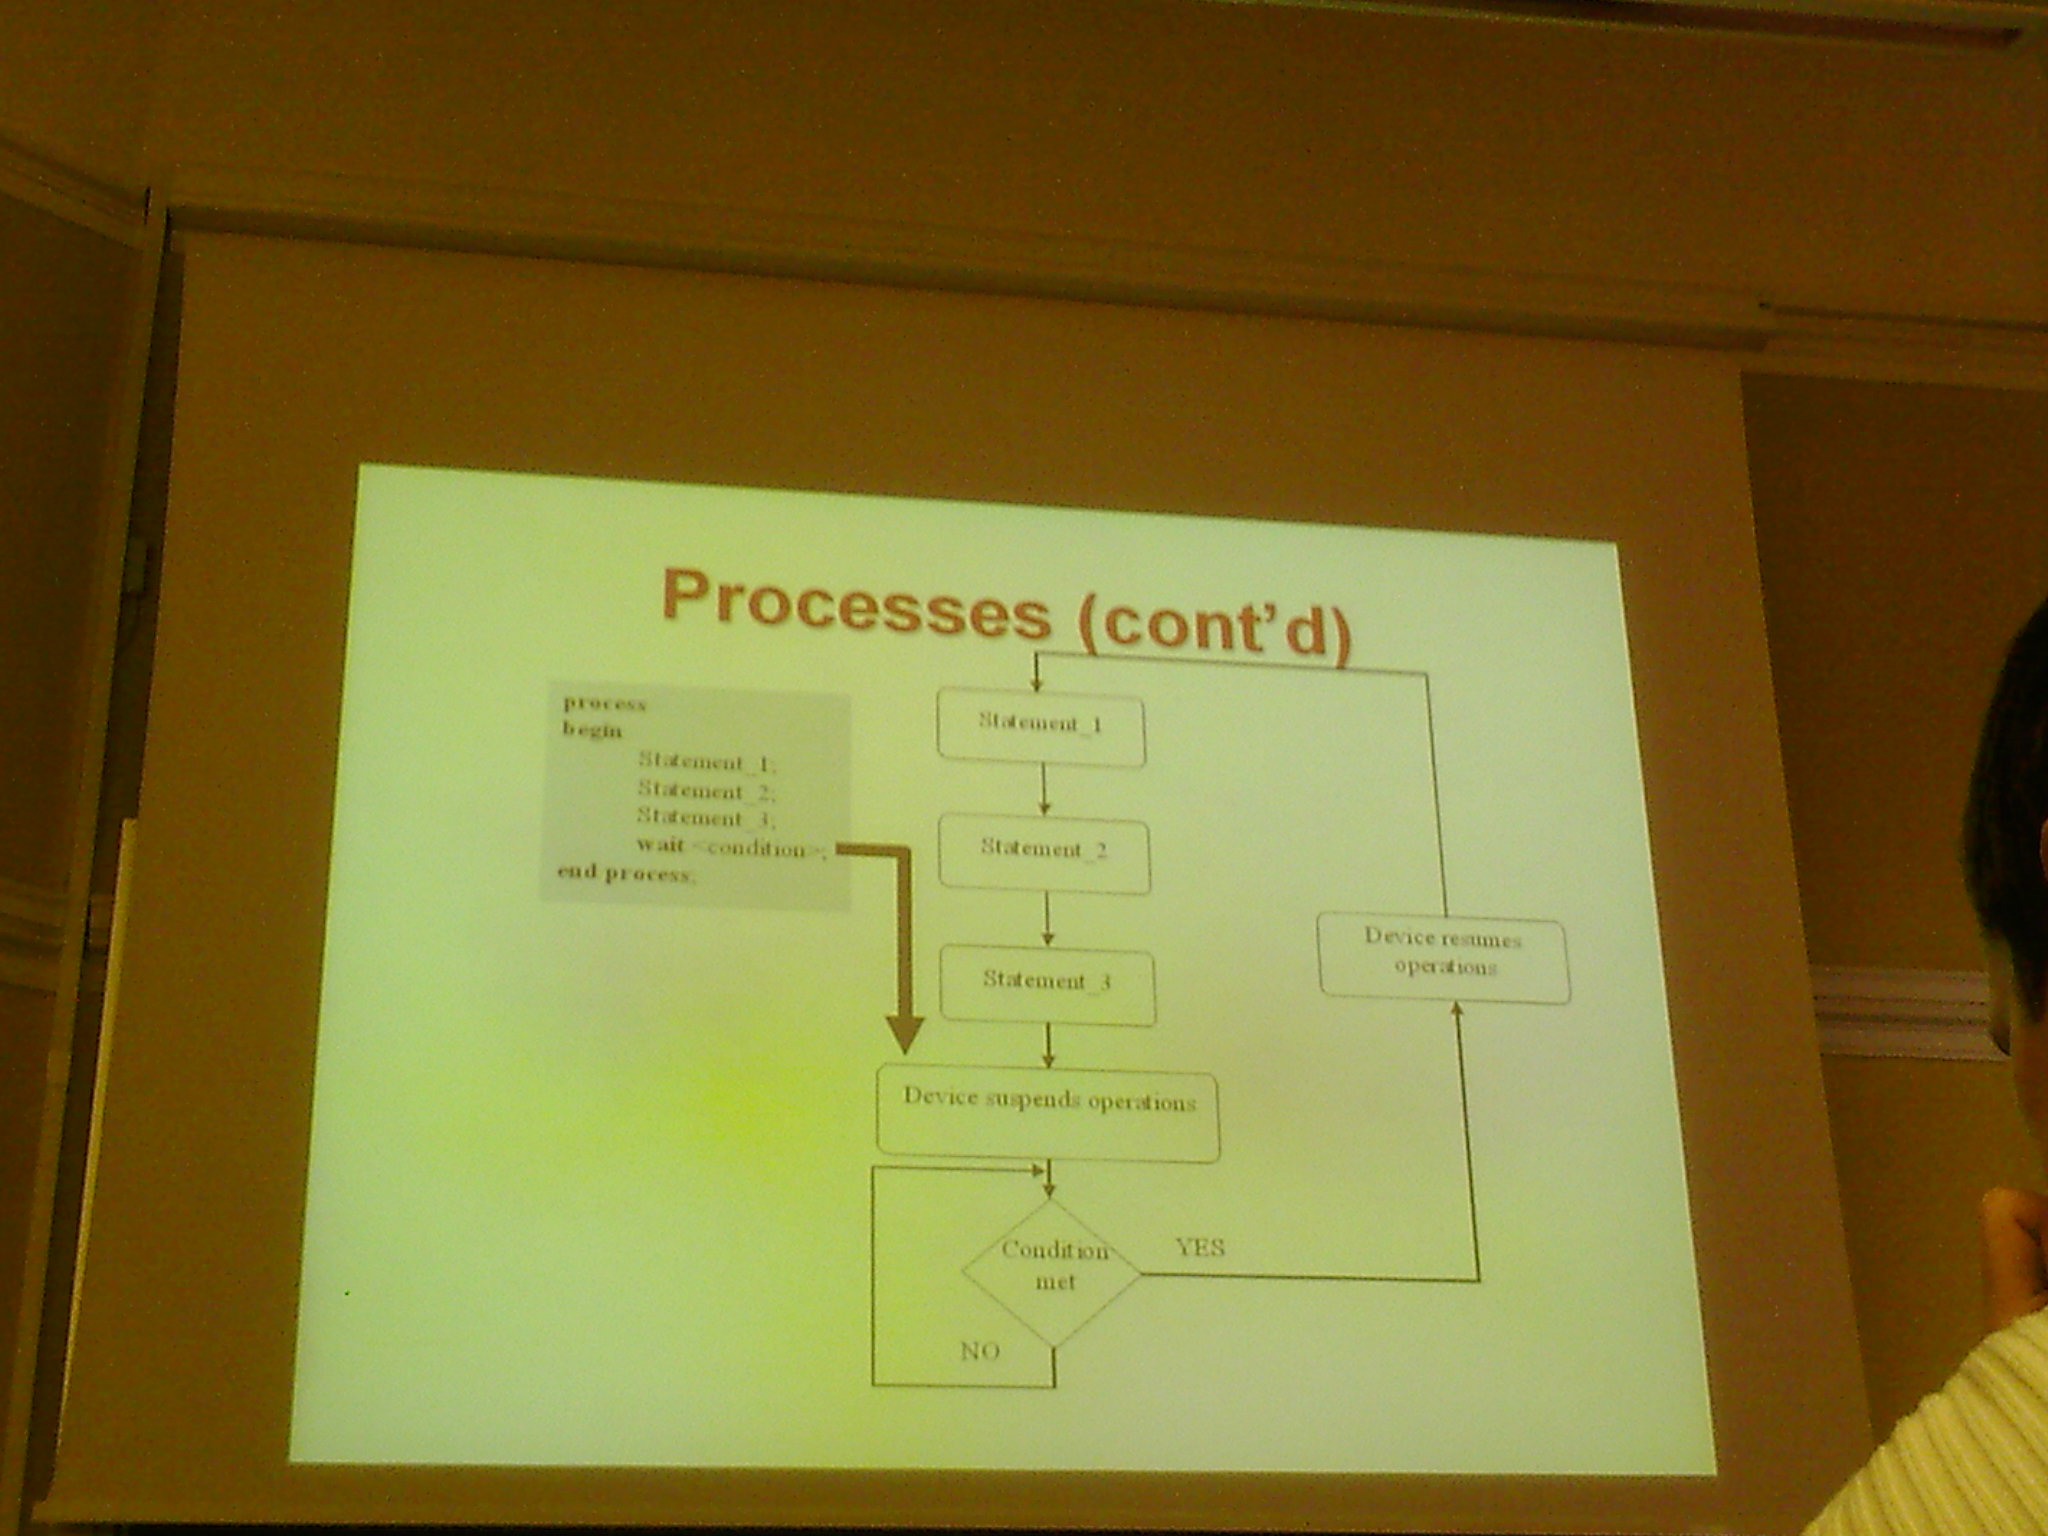 Processes (cont’d)
process
begin
Statement_1;
Statement_2;
Statement_3;
wait <condition>;
end process;
Statement_1
Statement_2
Statement_3
Device suspends operations
Condition
met
YES
NO
Device resumes
operations